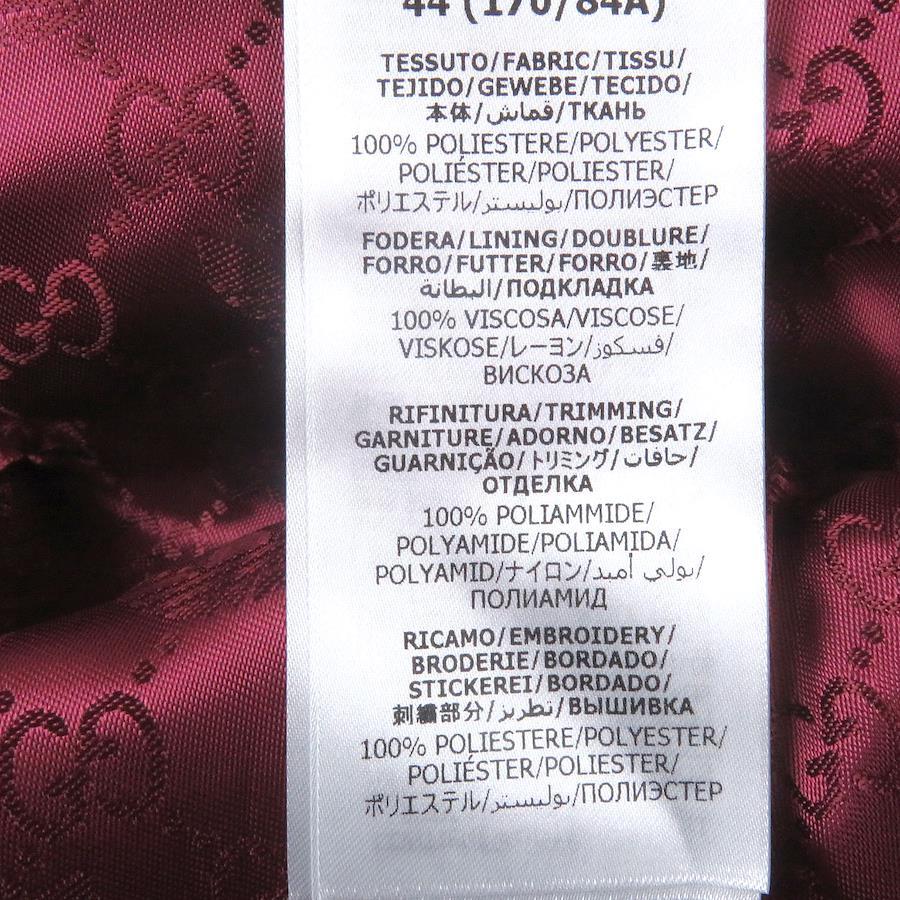 44 (170/84A)
TESSUTO/FABRIC/TISSU/
TEJIDO/GEWEBE/TECIDO/
本体/قماش/ТКАНЬ
100% POLIESTERE/POLYESTER/
POLIÉSTER/POLIESTER/
ポリエステル/بوليستر/ПОЛИЭСТЕР
FODERA/LINING/DOUBLURE/
FORRO/FUTTER/FORRO/裏地/
البطانة/ПОДКЛАДКА
100% VISCOSA/VISCOSE/
VISKOSE/レーヨン/فسكوز/
ВИСКОЗА
RIFINITURA/TRIMMING/
GARNITURE/ADORNO/BESATZ/
GUARNIÇÃO/トリミング/حافات/
ОТДЕЛКА
100% POLIAMMIDE/
POLYAMIDE/POLIAMIDA/
POLYAMID/ナイロン/بولي أميد/
ПОЛИАМИД
RICAMO/EMBROIDERY/
BRODERIE/BORDADO/
STICKEREI/BORDADO/
刺繍部分/تطريز/ВЫШИВКА
100% POLIESTERE/POLYESTER/
POLIÉSTER/POLIESTER/
ポリエステル/بوليستر/ПОЛИЭСТЕР